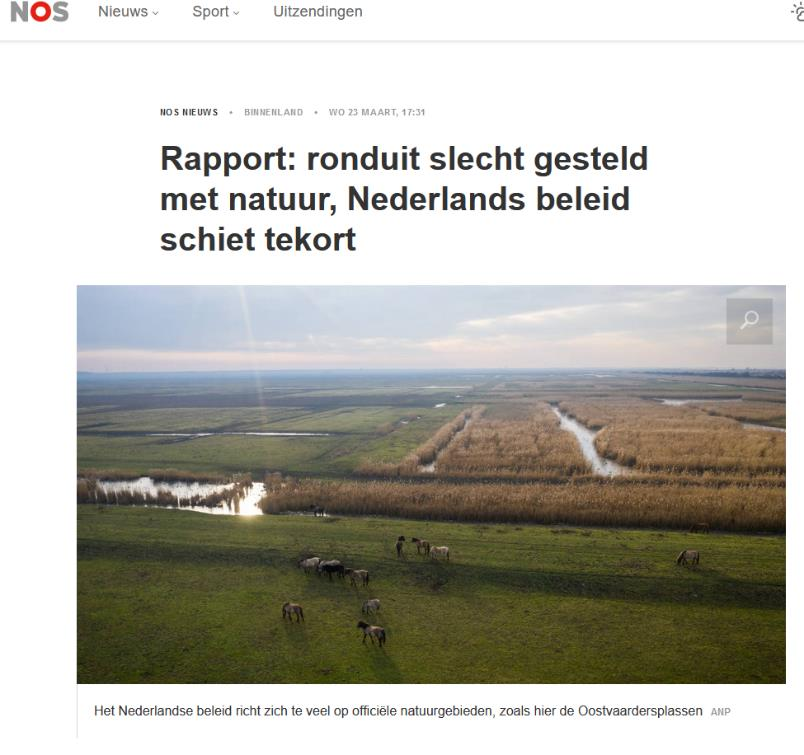 NOS Nieuws Sport Uitzendingen
NOS NIEUWS • BINNENLAND • WO 23 MAART, 17:31
Rapport: ronduit slecht gesteld
met natuur, Nederlands beleid
schiet tekort
Het Nederlandse beleid richt zich te veel op officiële natuurgebieden, zoals hier de Oostvaardersplassen ANP